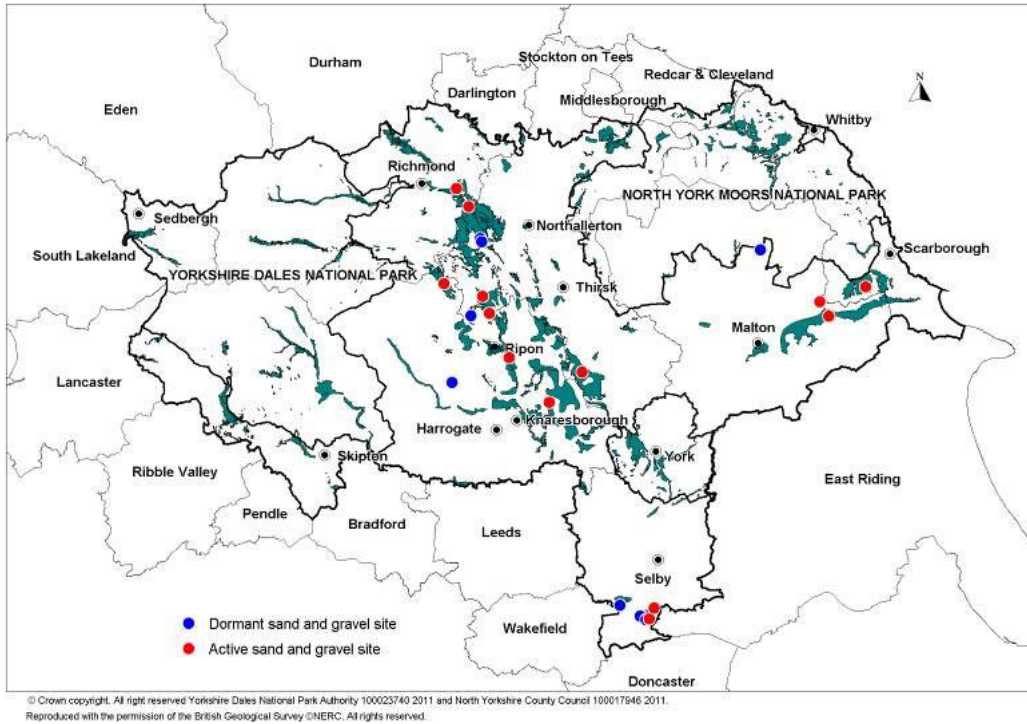 Stockton on Tees
Durham
Redcar & Cleveland
Darlington
Middlesborough
N
Eden
Whitby
Richmond
NORTH YORK MOORS NATIONAL PARK
Sedbergh
Northallerton
South Lakeland
Scarborough
YORKSHIRE DALES NATIONAL PARK
Thirsk
Malton
Ripon
Lancaster
Knaresborough
Harrogate
Skipton
York
Ribble Valley
East Riding
Pendle
Bradford
Leeds
Selby
Dormant sand and gravel site
Wakefield
Active sand and gravel site
Doncaster
© Crown copyright. All right reserved Yorkshire Dales National Park Authority 100023740 2011 and North Yorkshire County Council 100017946 2011.
Reproduced with the permission of the British Geological Survey ©NERC. All rights reserved.